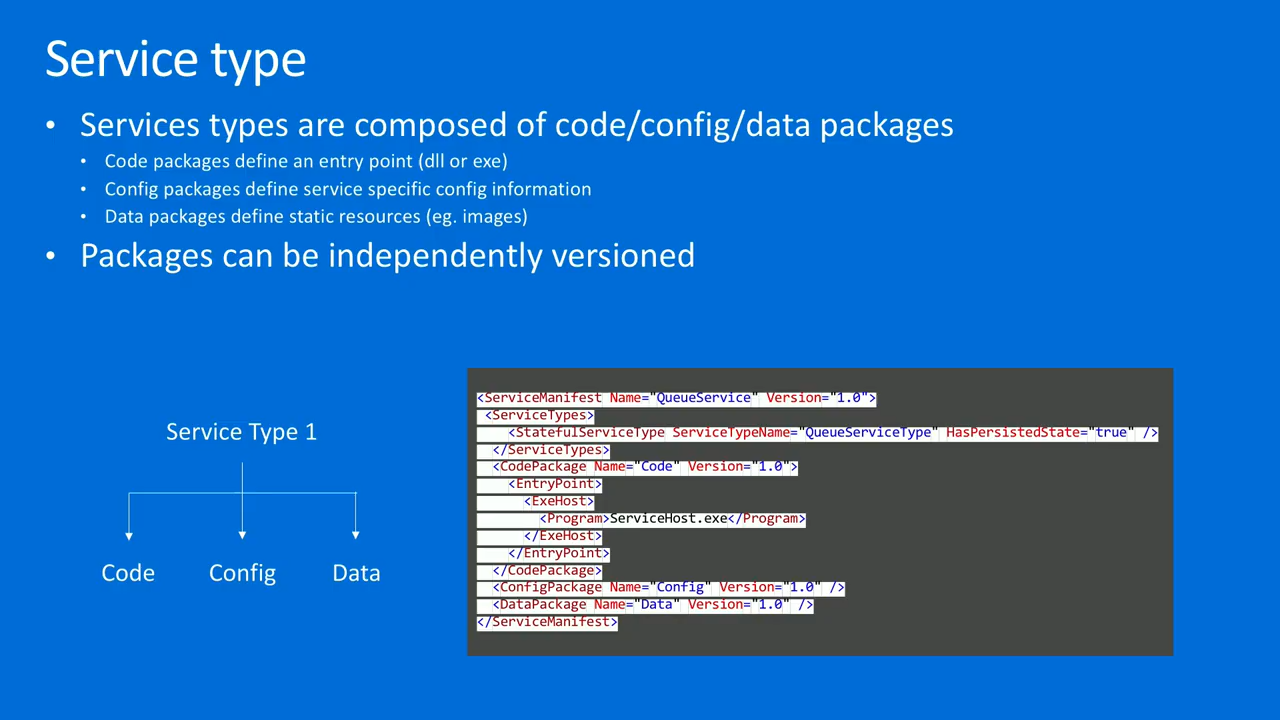 Service type
• Services types are composed of code/config/data packages
• Code packages define an entry point (dll or exe)
• Config packages define service specific config information
• Data packages define static resources (eg. images)
• Packages can be independently versioned
Service Type 1
Code Config Data
<ServiceManifest Name="QueueService" Version="1.0">
<ServiceTypes>
<StatefulServiceType ServiceTypeName="QueueServiceType" HasPersistedState="true" />
</ServiceTypes>
<CodePackage Name="Code" Version="1.0">
<EntryPoint>
<ExeHost>
<Program>ServiceHost.exe</Program>
</ExeHost>
</EntryPoint>
</CodePackage>
<ConfigPackage Name="Config" Version="1.0" />
<DataPackage Name="Data" Version="1.0" />
</ServiceManifest>